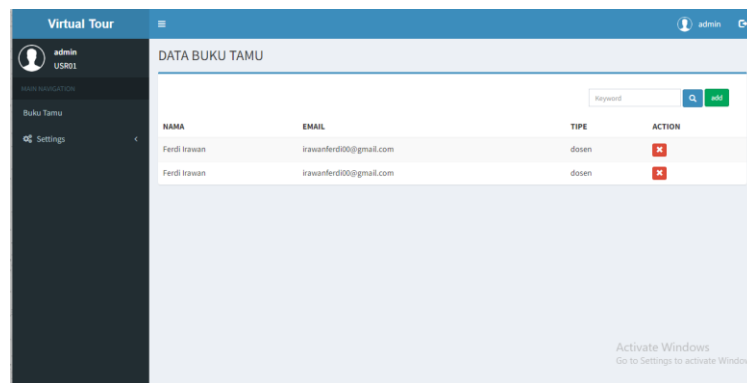 Virtual Tour
admin
admin
USR01
MAIN NAVIGATION
Buku Tamu
Settings
DATA BUKU TAMU
Keyword
add
NAMA EMAIL TIPE ACTION
Ferdi Irawan irawanferdi00@gmail.com dosen
Ferdi Irawan irawanferdi00@gmail.com dosen
Activate Windows
Go to Settings to activate Window